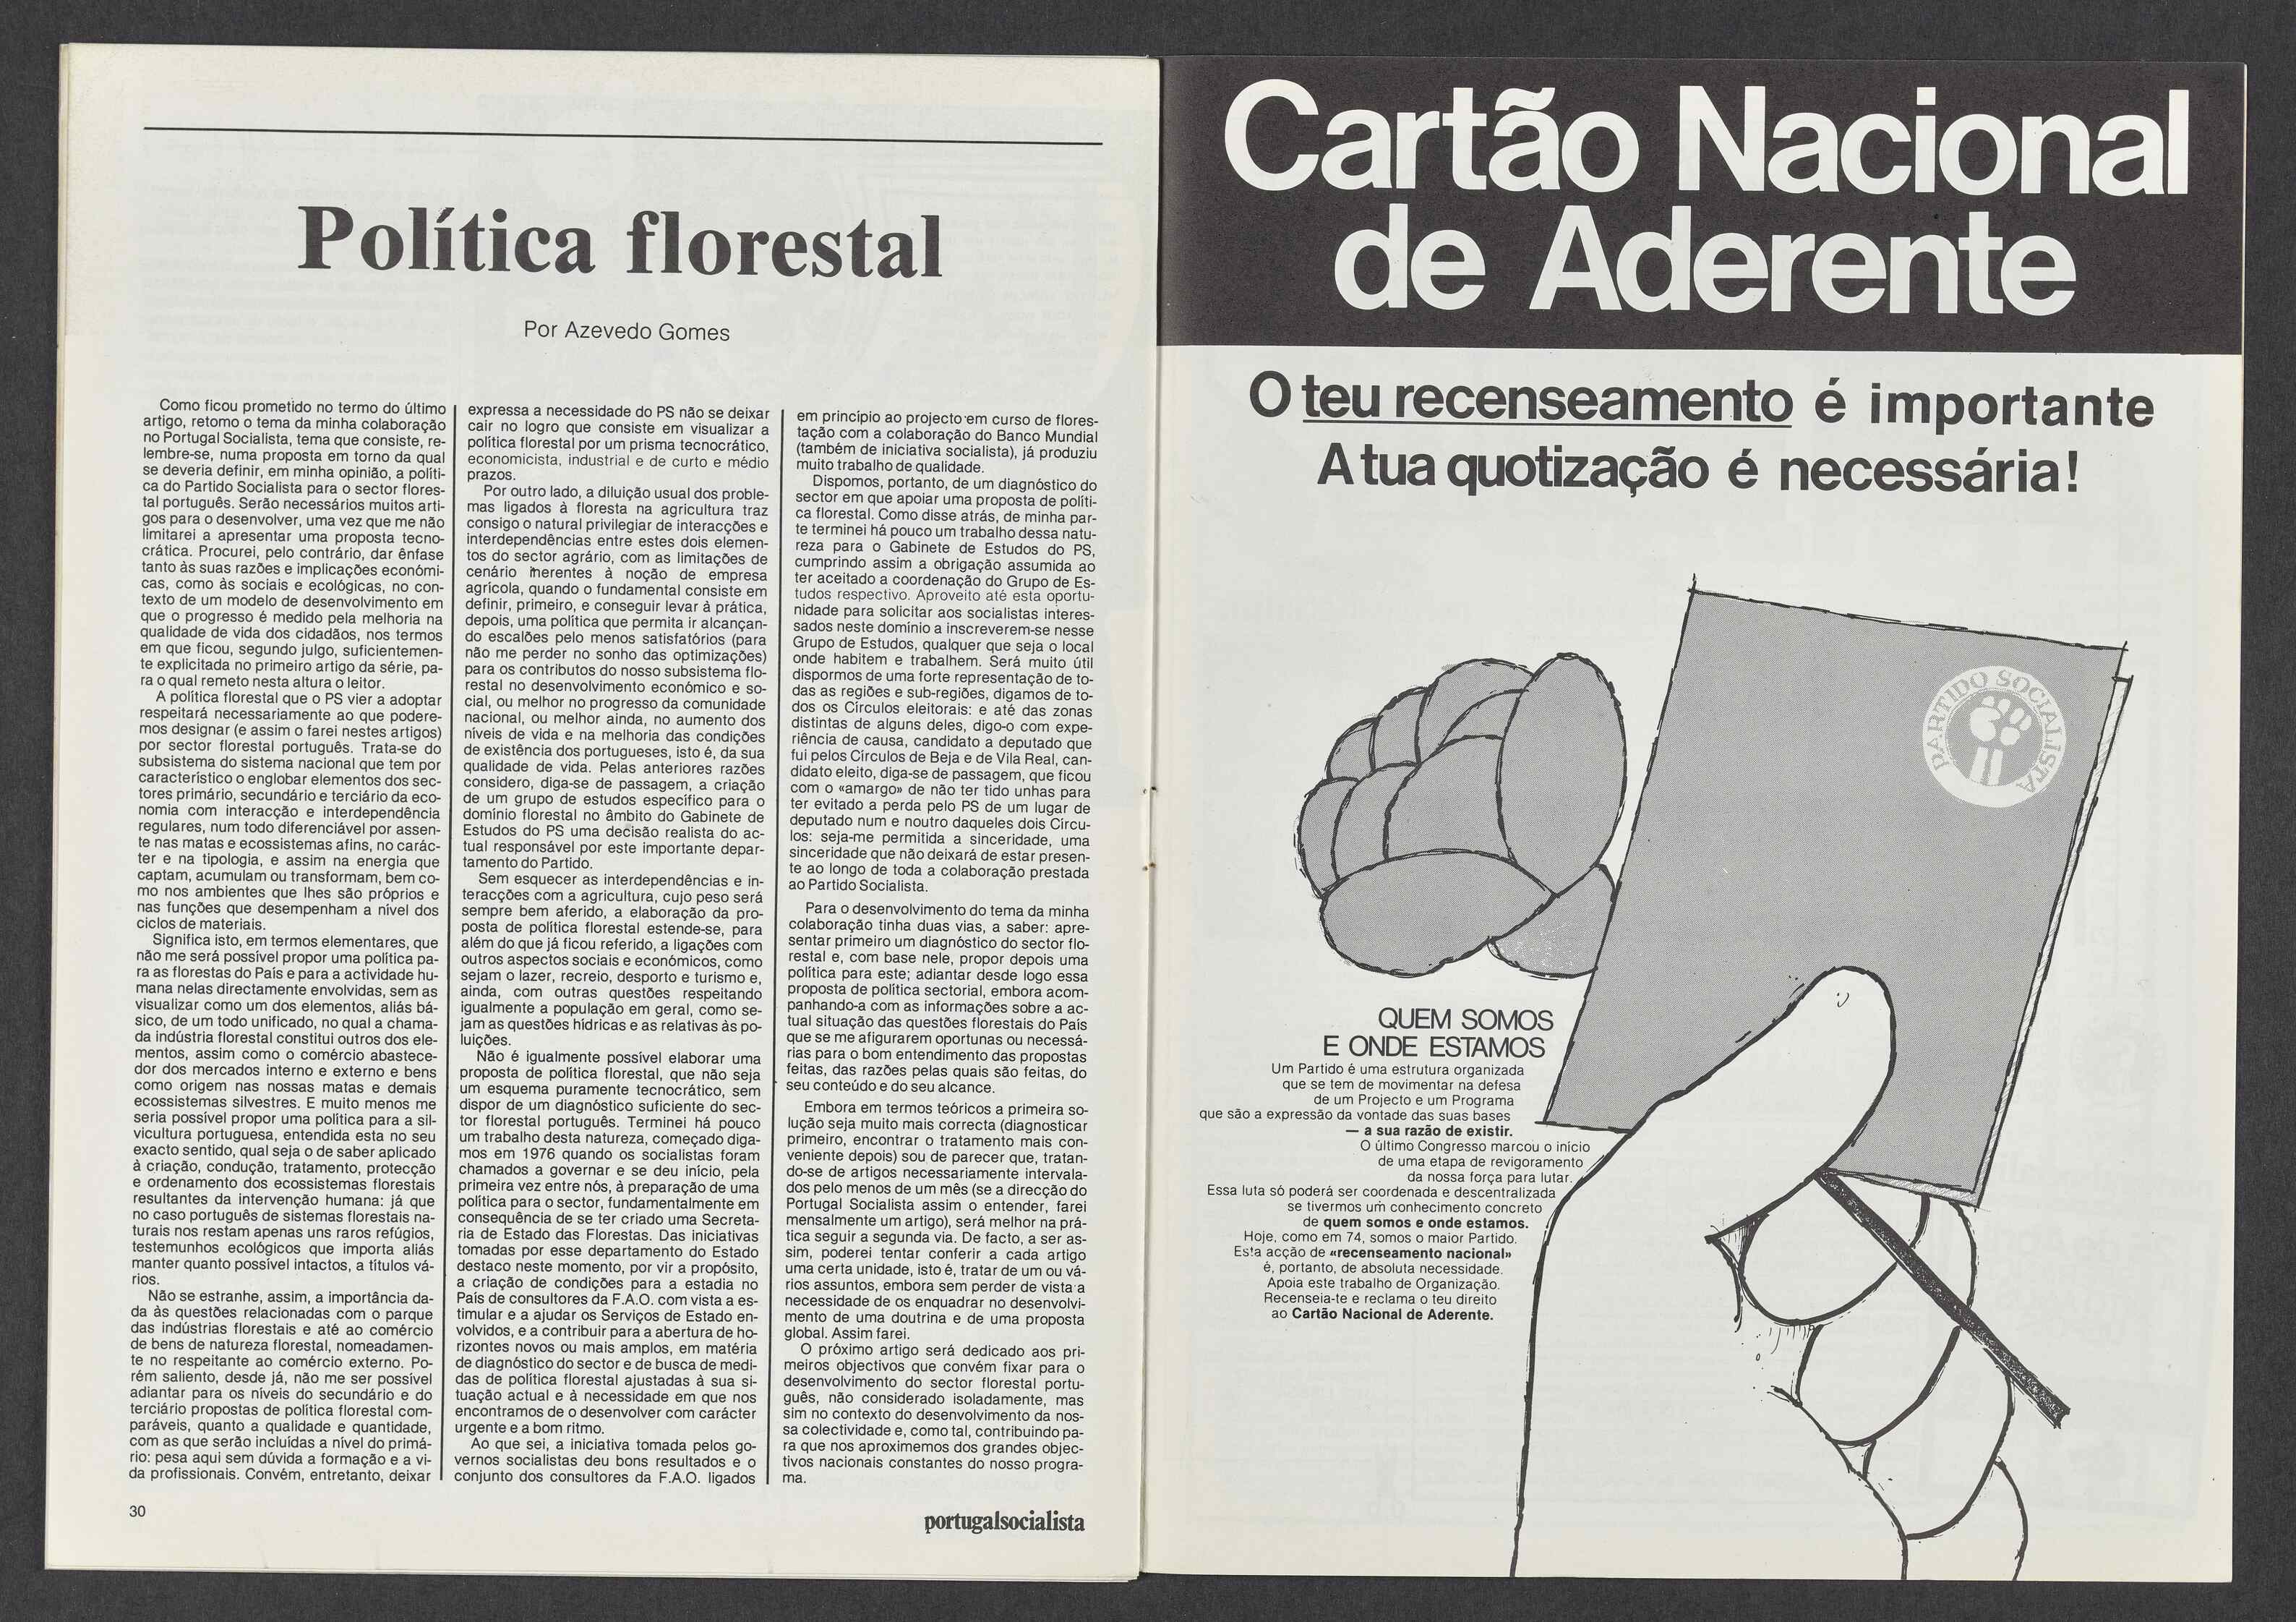 Política florestal
Por Azevedo Gomes
Como ficou prometido no termo do último
artigo, retomo o tema da minha colaboração
no Portugal Socialista, tema que consiste, re-
lembre-se, numa proposta em torno da qual
se deveria definir, em minha opinião, a políti-
ca do Partido Socialista para o sector flores-
tal português. Serão necessários muitos arti-
gos para o desenvolver, uma vez que me não
limitarei a apresentar uma proposta tecno-
crática. Procurei, pelo contrário, dar ênfase
tanto às suas razões e implicações económi-
cas, como às sociais e ecológicas, no con-
texto de um modelo de desenvolvimento em
que o progresso é medido pela melhoria na
qualidade de vida dos cidadãos, nos termos
em que ficou, segundo julgo, suficientemen-
te explicitada no primeiro artigo da série, pa-
ra o qual remeto nesta altura o leitor.
A política florestal que o PS vier a adoptar
respeitará necessariamente ao que podere-
mos designar (e assim o farei nestes artigos)
por sector florestal português. Trata-se do
subsistema do sistema nacional que tem por
característico o englobar elementos dos sec-
tores primário, secundário e terciário da eco-
nomia com interacção e interdependência
regulares, num todo diferenciável por assen-
te nas matas e ecossistemas afins, no carác-
ter e na tipologia, e assim na energia que
captam, acumulam ou transformam, bem co-
mo nos ambientes que lhes são próprios e
nas funções que desempenham a nível dos
ciclos de materiais.
Significa isto, em termos elementares, que
não me será possível propor uma política pa-
ra as florestas do País e para a actividade hu-
mana nelas directamente envolvidas, sem as
visualizar como um dos elementos, aliás bá-
sico, de um todo unificado, no qual a chama-
da indústria florestal constitui outros dos ele-
mentos, assim como o comércio abastece-
dor dos mercados interno e externo e bens
como origem nas nossas matas e demais
ecossistemas silvestres. E muito menos me
seria possível propor uma política para a sil-
vicultura portuguesa, entendida esta no seu
exacto sentido, qual seja o de saber aplicado
à criação, condução, tratamento, protecção
e ordenamento dos ecossistemas florestais
resultantes da intervenção humana: já que
no caso português de sistemas florestais na-
turais nos restam apenas uns raros refúgios,
testemunhos ecológicos que importa aliás
manter quanto possível intactos, a títulos vá-
rios.
Não se estranhe, assim, a importância da-
da às questões relacionadas com o parque
das indústrias florestais e até ao comércio
de bens de natureza florestal, nomeadamen-
te no respeitante ao comércio externo. Po-
rém saliento, desde já, não me ser possível
adiantar para os níveis do secundário e do
terciário propostas de política florestal com-
paráveis, quanto a qualidade e quantidade,
com as que serão incluídas a nível do primá-
rio: pesa aqui sem dúvida a formação e a vi-
da profissionais. Convém, entretanto, deixar
expressa a necessidade do PS não se deixar
cair no logro que consiste em visualizar a
política florestal por um prisma tecnocrático,
economicista, industrial e de curto e médio
prazos.
Por outro lado, a diluição usual dos proble-
mas ligados à floresta na agricultura traz
consigo o natural privilegiar de interacções e
interdependências entre estes dois elemen-
tos do sector agrário, com as limitações de
cenário inerentes à noção de empresa
agrícola, quando o fundamental consiste em
definir, primeiro, e conseguir levar à prática,
depois, uma política que permita ir alcançan-
do escalões pelo menos satisfatórios (para
não me perder no sonho das optimizações)
para os contributos do nosso subsistema flo-
restal no desenvolvimento económico e so-
cial, ou melhor no progresso da comunidade
nacional, ou melhor ainda, no aumento dos
níveis de vida e na melhoria das condições
de existência dos portugueses, isto é, da sua
qualidade de vida. Pelas anteriores razões
considero, diga-se de passagem, a criação
de um grupo de estudos específico para o
domínio florestal no âmbito do Gabinete de
Estudos do PS uma decisão realista do ac-
tual responsável por este importante depar-
tamento do Partido.
Sem esquecer as interdependências e in-
teracções com a agricultura, cujo peso será
sempre bem aferido, a elaboração da pro-
posta de política florestal estende-se, para
além do que já ficou referido, a ligações com
outros aspectos sociais e económicos, como
sejam o lazer, recreio, desporto e turismo e,
ainda, com outras questões respeitando
igualmente a população em geral, como se-
jam as questões hídricas e as relativas às po-
luições.
Não é igualmente possível elaborar uma
proposta de política florestal, que não seja
um esquema puramente tecnocrático, sem
dispor de um diagnóstico suficiente do sec-
tor florestal português. Terminei há pouco
um trabalho desta natureza, começado diga-
mos em 1976 quando os socialistas foram
chamados a governar e se deu início, pela
primeira vez entre nós, à preparação de uma
política para o sector, fundamentalmente em
consequência de se ter criado uma Secreta-
ria de Estado das Florestas. Das iniciativas
tomadas por esse departamento do Estado
destaco neste momento, por vir a propósito,
a criação de condições para a estadia no
País de consultores da F.A.O. com vista a es-
timular e a ajudar os Serviços de Estado en-
volvidos, e a contribuir para a abertura de ho-
rizontes novos ou mais amplos, em matéria
de diagnóstico do sector e de busca de medi-
das de política florestal ajustadas à sua si-
tuação actual e à necessidade em que nos
encontramos de o desenvolver com carácter
urgente e a bom ritmo.
Ao que sei, a iniciativa tomada pelos go-
vernos socialistas deu bons resultados e o
conjunto dos consultores da F.A.O. ligados
em princípio ao projecto em curso de flores-
tação com a colaboração do Banco Mundial
(também de iniciativa socialista), já produziu
muito trabalho de qualidade.
Dispomos, portanto, de um diagnóstico do
sector em que apoiar uma proposta de políti-
ca florestal. Como disse atrás, de minha par-
te terminei há pouco um trabalho dessa natu-
reza para o Gabinete de Estudos do PS,
cumprindo assim a obrigação assumida ao
ter aceitado a coordenação do Grupo de Es-
tudos respectivo. Aproveito até esta oportu-
nidade para solicitar aos socialistas interes-
sados neste domínio a inscreverem-se nesse
Grupo de Estudos, qualquer que seja o local
onde habitem e trabalhem. Será muito útil
dispormos de uma forte representação de to-
das as regiões e sub-regiões, digamos de to-
dos os Círculos eleitorais: e até das zonas
distintas de alguns deles, digo-o com expe-
riência de causa, candidato a deputado que
fui pelos Círculos de Beja e de Vila Real, can-
didato eleito, diga-se de passagem, que ficou
com o «amargo» de não ter tido unhas para
ter evitado a perda pelo PS de um lugar de
deputado num e noutro daqueles dois Círcu-
los: seja-me permitida a sinceridade, uma
sinceridade que não deixará de estar presen-
te ao longo de toda a colaboração prestada
ao Partido Socialista.
Para o desenvolvimento do tema da minha
colaboração tinha duas vias, a saber: apre-
sentar primeiro um diagnóstico do sector flo-
restal e, com base nele, propor depois uma
política para este; adiantar desde logo essa
proposta de política sectorial, embora acom-
panhando-a com as informações sobre a ac-
tual situação das questões florestais do País
que se me afigurarem oportunas ou necessá-
rias para o bom entendimento das propostas
feitas, das razões pelas quais são feitas, do
seu conteúdo e do seu alcance.
Embora em termos teóricos a primeira so-
lução seja muito mais correcta (diagnosticar
primeiro, encontrar o tratamento mais con-
veniente depois) sou de parecer que, tratan-
do-se de artigos necessariamente intervala-
dos pelo menos de um mês (se a direcção do
Portugal Socialista assim o entender, farei
mensalmente um artigo), será melhor na prá-
tica seguir a segunda via. De facto, a ser as-
sim, poderei tentar conferir a cada artigo
uma certa unidade, isto é, tratar de um ou vá-
rios assuntos, embora sem perder de vista a
necessidade de os enquadrar no desenvolvi-
mento de uma doutrina e de uma proposta
global. Assim farei.
O próximo artigo será dedicado aos pri-
meiros objectivos que convém fixar para o
desenvolvimento do sector florestal portu-
guês, não considerado isoladamente, mas
sim no contexto do desenvolvimento da nos-
sa colectividade e, como tal, contribuindo pa-
ra que nos aproximemos dos grandes objec-
tivos nacionais constantes do nosso progra-
ma.
30
portugalsocialista
Cartão Nacional
de Aderente
O teu recenseamento é importante
A tua quotização é necessária!
PARTIDO SOCIALISTA
QUEM SOMOS
E ONDE ESTAMOS
Um Partido é uma estrutura organizada
que se tem de movimentar na defesa
de um Projecto e um Programa
que são a expressão da vontade das suas bases
— a sua razão de existir.
O último Congresso marcou o início
de uma etapa de revigoramento
da nossa força para lutar.
Essa luta só poderá ser coordenada e descentralizada
se tivermos um conhecimento concreto
de quem somos e onde estamos.
Hoje, como em 74, somos o maior Partido.
Esta acção de «recenseamento nacional»
é, portanto, de absoluta necessidade.
Apoia este trabalho de Organização.
Recenseia-te e reclama o teu direito
ao Cartão Nacional de Aderente.